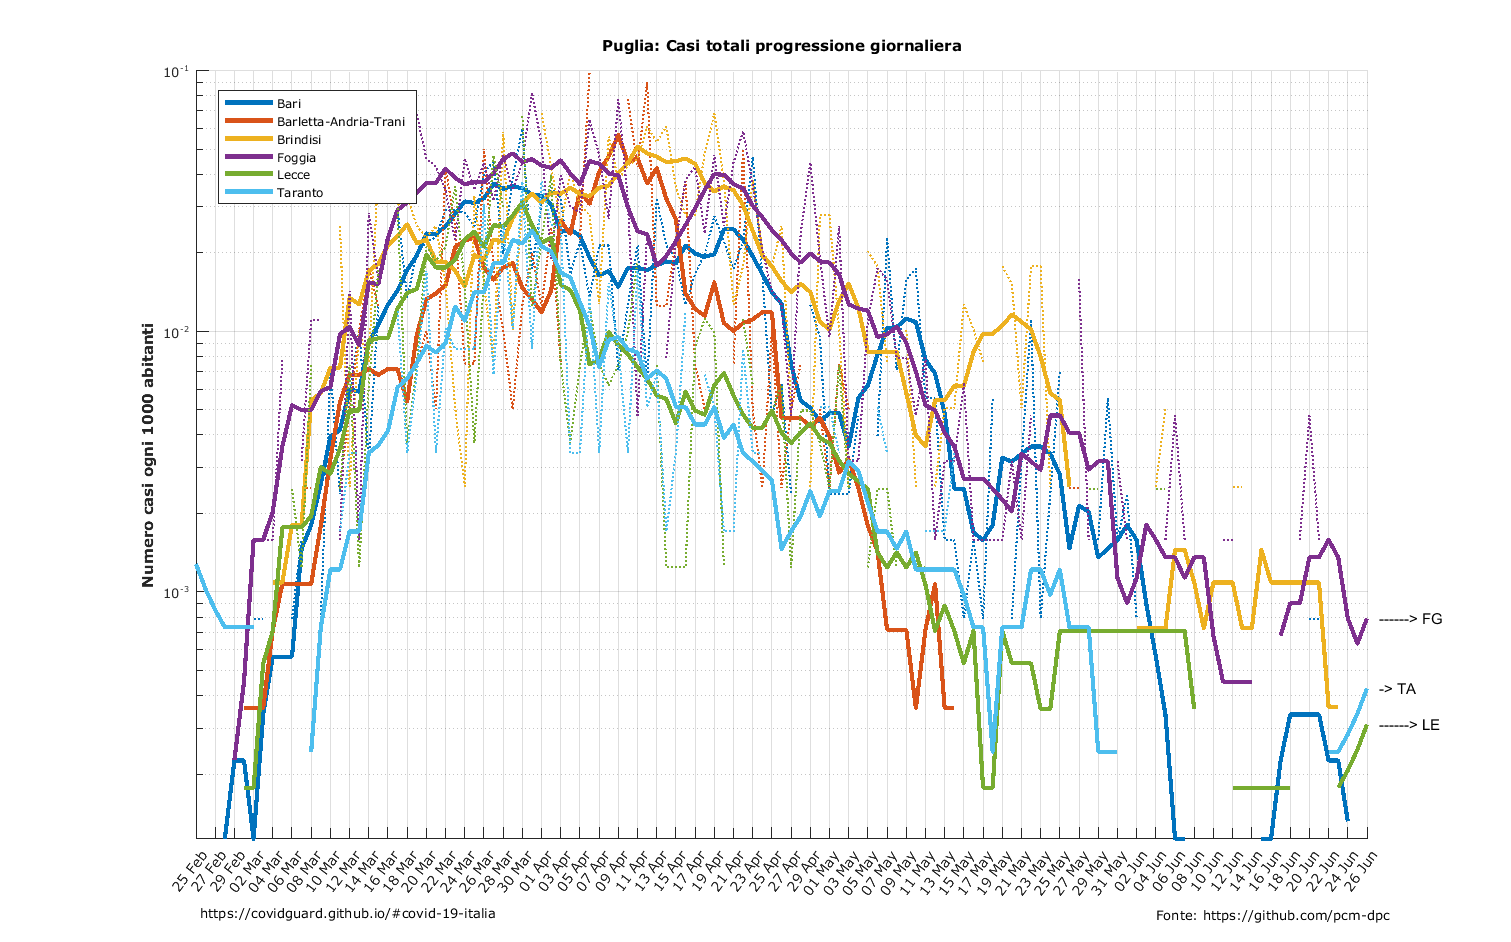 Puglia: Casi totali progressione giornaliera
Numero casi ogni 1000 abitanti
10-1
10-2
10-3
Bari
Barletta-Andria-Trani
Brindisi
Foggia
Lecce
Taranto
------> FG
-> TA
------> LE
25 Feb
27 Feb
29 Feb
02 Mar
04 Mar
06 Mar
08 Mar
10 Mar
12 Mar
14 Mar
16 Mar
18 Mar
20 Mar
22 Mar
24 Mar
26 Mar
28 Mar
30 Mar
01 Apr
03 Apr
05 Apr
07 Apr
09 Apr
11 Apr
13 Apr
15 Apr
17 Apr
19 Apr
21 Apr
23 Apr
25 Apr
27 Apr
29 Apr
01 May
03 May
05 May
07 May
09 May
11 May
13 May
15 May
17 May
19 May
21 May
23 May
25 May
27 May
29 May
31 May
02 Jun
04 Jun
06 Jun
08 Jun
10 Jun
12 Jun
14 Jun
16 Jun
18 Jun
20 Jun
22 Jun
24 Jun
26 Jun
https://covidguard.github.io/#covid-19-italia
Fonte: https://github.com/pcm-dpc